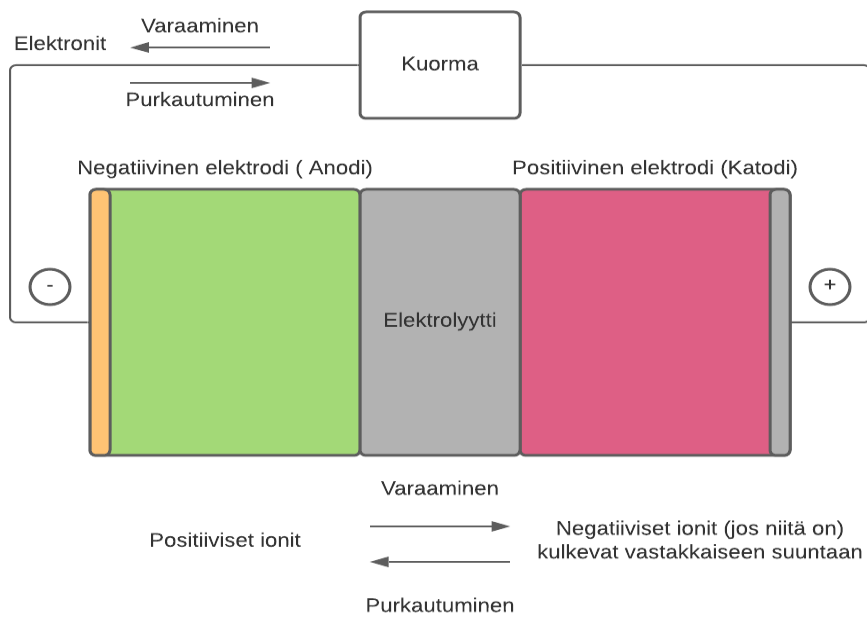 Varaaminen
Elektronit
Purkautuminen
Kuorma
Negatiivinen elektrodi ( Anodi)
Positiivinen elektrodi (Katodi)
-
Elektrolyytti
+
Varaaminen
Positiiviset ionit
Negatiiviset ionit (jos niitä on)
kulkevat vastakkaiseen suuntaan
Purkautuminen